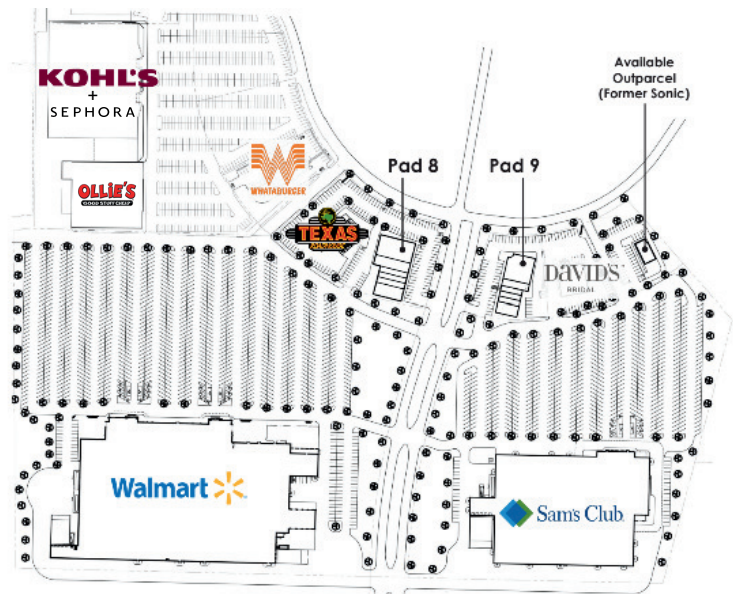 KOHL'S
+
SEPHORA
Available
Outparcel
(Former Sonic)
WHATABURGER
Pad 8
Pad 9
OLLIE'S
GOOD STUFF CHEAP
TEXAS
DAVID'S
BRIDAL
Walmart
Sam's Club